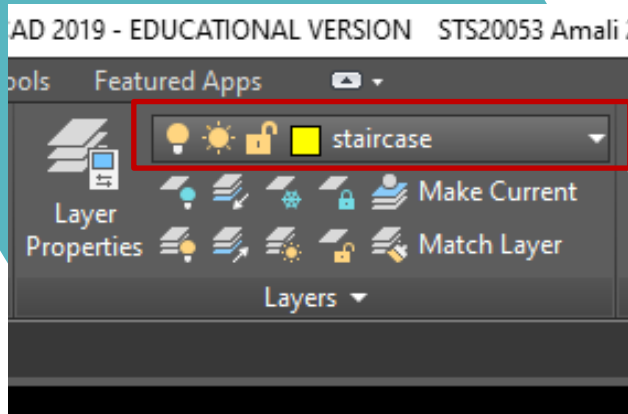 AD 2019 - EDUCATIONAL VERSION STS20053 Amali
ools Featured Apps
staircase
Layer
Properties
Make Current
Match Layer
Layers